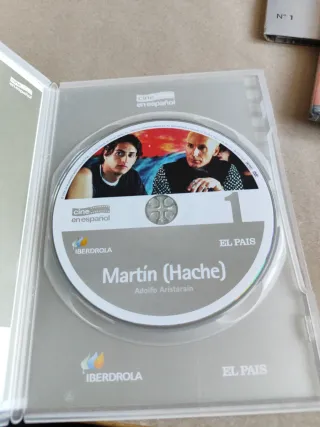 Nº 1
cine
en español
cine
en español
1
IBERDROLA
EL PAIS
Martín (Hache)
Adolfo Aristarain
IBERDROLA
EL PAIS